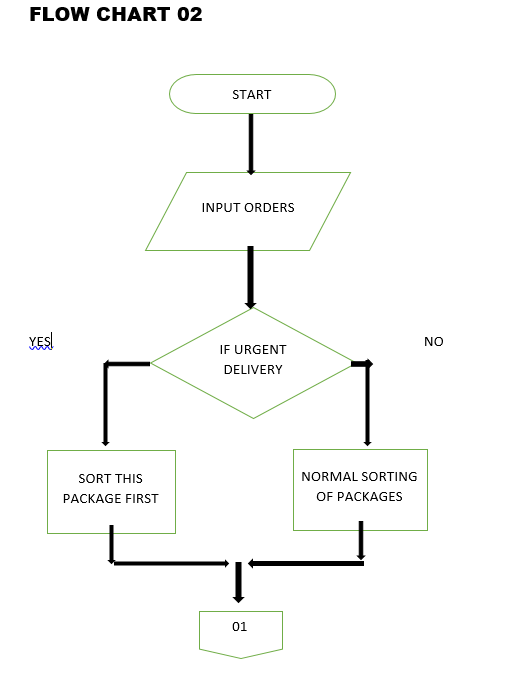 FLOW CHART 02
START
INPUT ORDERS
IF URGENT
DELIVERY
YES
NO
SORT THIS
PACKAGE FIRST
NORMAL SORTING
OF PACKAGES
01